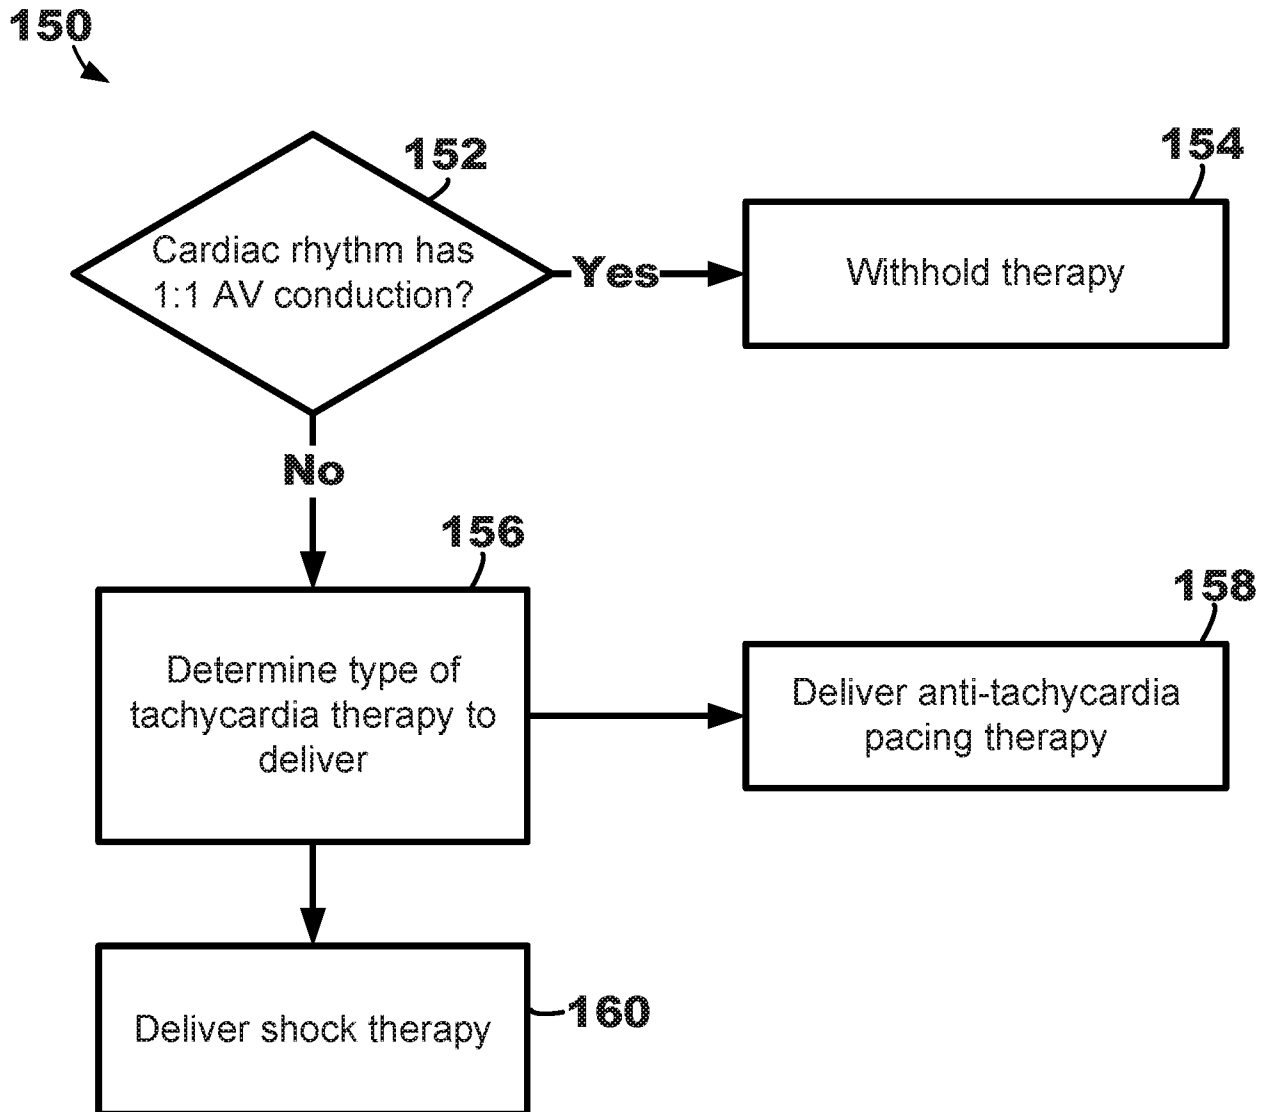 150
152
154
Cardiac rhythm has
1:1 AV conduction?
Yes
Withhold therapy
No
156
158
Determine type of
tachycardia therapy to
deliver
Deliver anti-tachycardia
pacing therapy
Deliver shock therapy
160